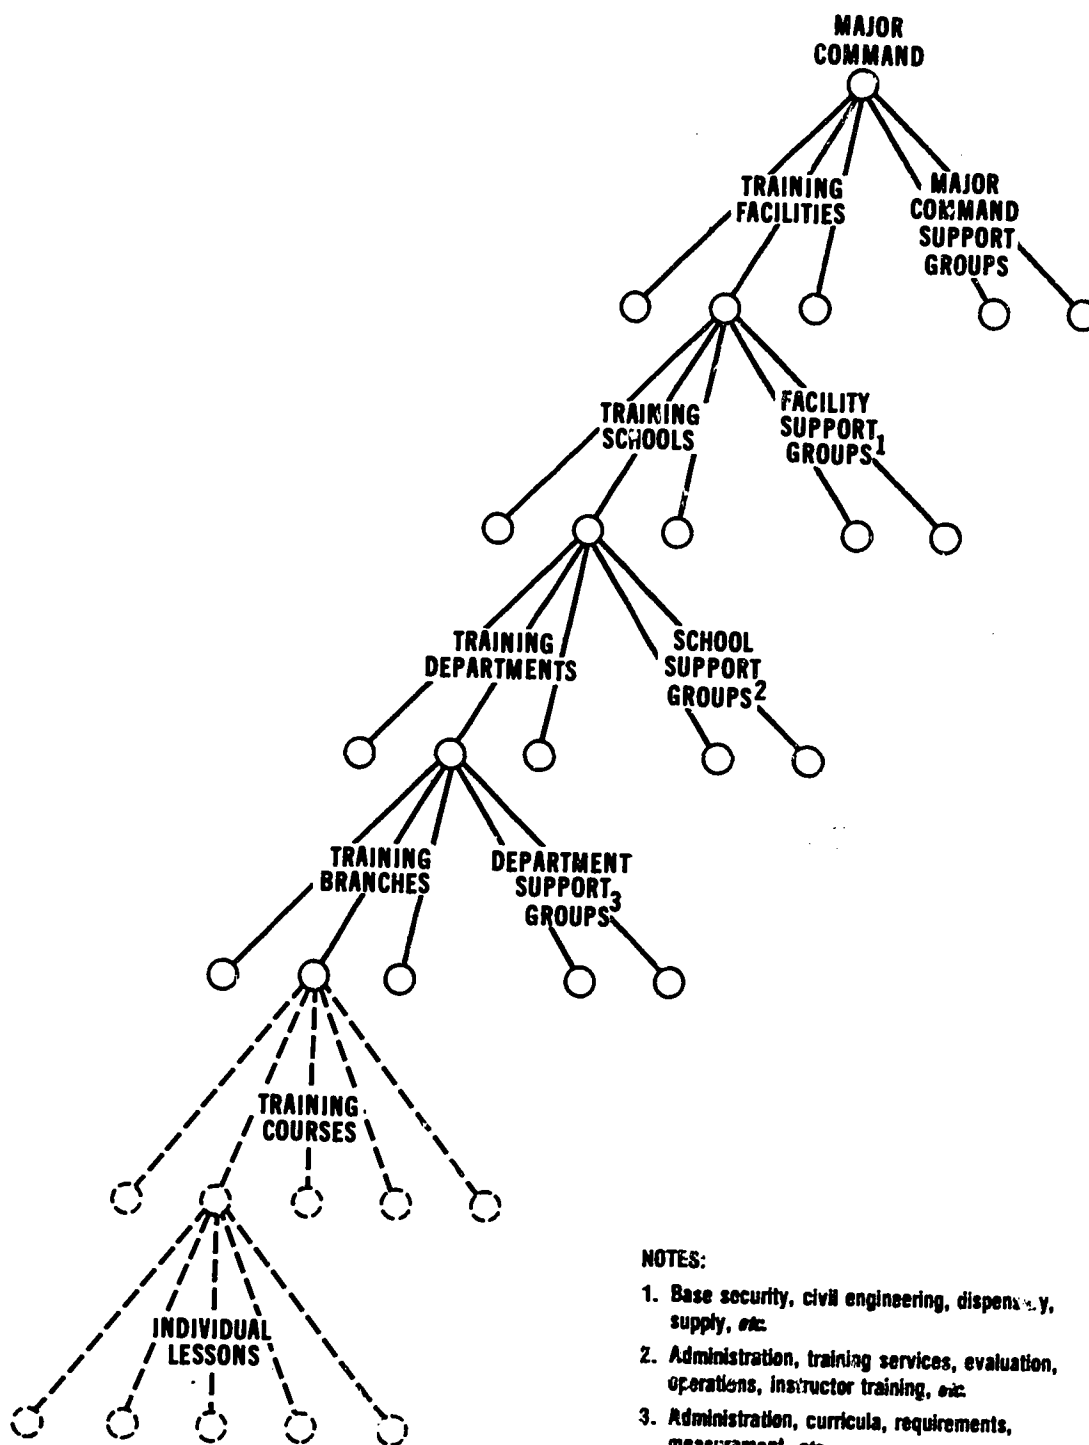 MAJOR
COMMAND
TRAINING
FACILITIES
MAJOR
COMMAND
SUPPORT
GROUPS
TRAINING
SCHOOLS
FACILITY
SUPPORT
GROUPS1
TRAINING
DEPARTMENTS
SCHOOL
SUPPORT
GROUPS2
TRAINING
BRANCHES
DEPARTMENT
SUPPORT
GROUPS3
TRAINING
COURSES
INDIVIDUAL
LESSONS
NOTES:
1. Base security, civil engineering,
supply, etc.
2. Administration, training services, evaluation,
operations, instructor training, etc.
3. Administration, curricula, requirements,